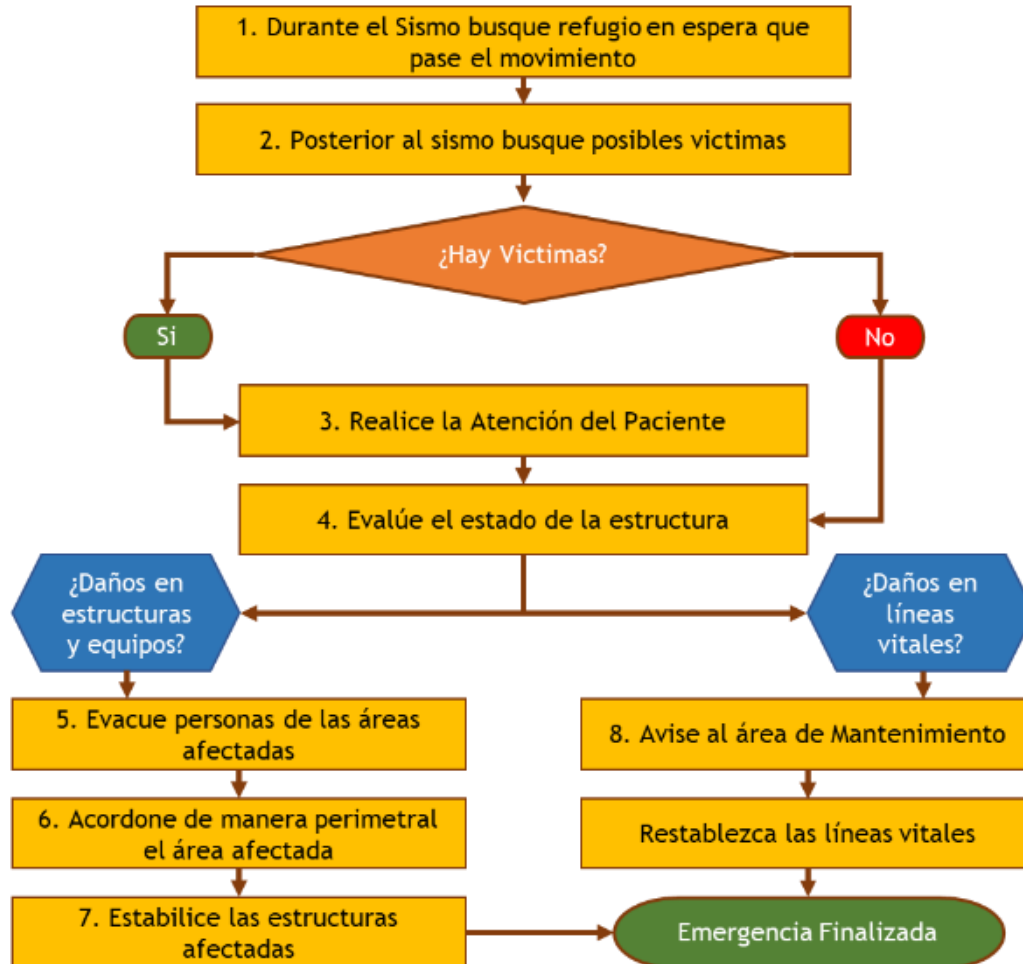 1. Durante el Sismo busque refugio en espera que
pase el movimiento
2. Posterior al sismo busque posibles victimas
¿Hay Victimas?
Si
No
3. Realice la Atención del Paciente
4. Evalúe el estado de la estructura
¿Daños en
estructuras
y equipos?
¿Daños en
líneas
vitales?
5. Evacue personas de las áreas
afectadas
8. Avise al área de Mantenimiento
6. Acordone de manera perimetral
el área afectada
Restablezca las líneas vitales
7. Estabilice las estructuras
afectadas
Emergencia Finalizada